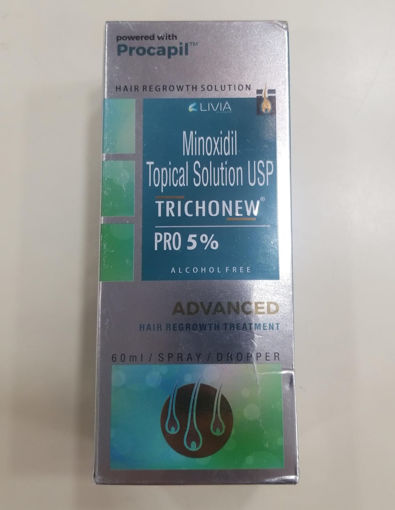 powered with
Procapil™
HAIR REGROWTH SOLUTION
LIVIA
Minoxidil
Topical Solution USP
TRICHONEW®
PRO 5%
ALCOHOL FREE
ADVANCED
HAIR REGROWTH TREATMENT
60ml / SPRAY / DROPPER